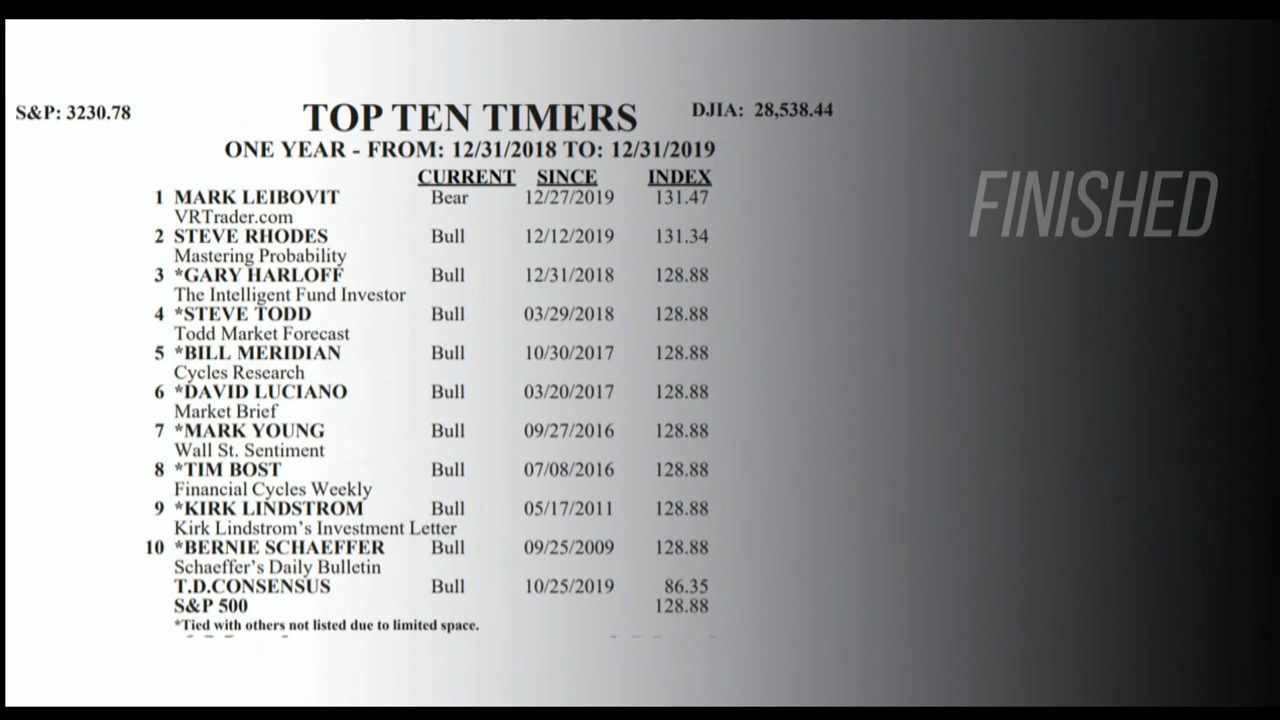 S&P: 3230.78
TOP TEN TIMERS
DJIA: 28,538.44
ONE YEAR - FROM: 12/31/2018 TO: 12/31/2019
CURRENT SINCE INDEX
1 MARK LEIBOVIT Bear 12/27/2019 131.47
VRTrader.com
2 STEVE RHODES Bull 12/12/2019 131.34
Mastering Probability
3 *GARY HARLOFF Bull 12/31/2018 128.88
The Intelligent Fund Investor
4 *STEVE TODD Bull 03/29/2018 128.88
Todd Market Forecast
5 *BILL MERIDIAN Bull 10/30/2017 128.88
Cycles Research
6 *DAVID LUCIANO Bull 03/20/2017 128.88
Market Brief
7 *MARK YOUNG Bull 09/27/2016 128.88
Wall St. Sentiment
8 *TIM BOST Bull 07/08/2016 128.88
Financial Cycles Weekly
9 *KIRK LINDSTROM Bull 05/17/2011 128.88
Kirk Lindstrom's Investment Letter
10 *BERNIE SCHAEFFER Bull 09/25/2009 128.88
Schaeffer's Daily Bulletin
T.D.CONSENSUS Bull 10/25/2019 86.35
S&P 500 128.88
*Tied with others not listed due to limited space.
FINISHED